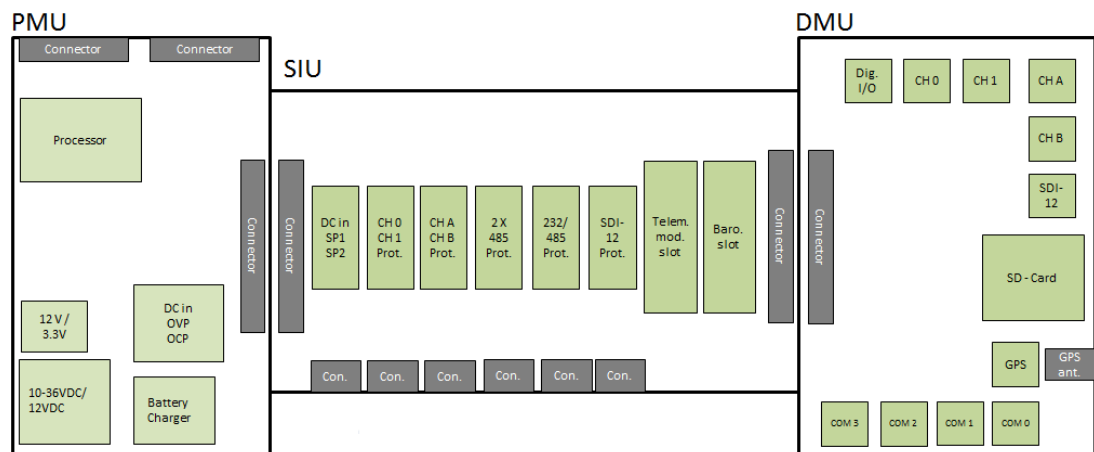 PMU
Connector
Connector
Processor
12 V /
3.3V
DC in
OVP
OCP
10-36VDC/
12VDC
Battery
Charger
Connector
SIU
Connector
DC in
SP1
SP2
CH 0
CH 1
Prot.
CH A
CH B
Prot.
2 X
485
Prot.
232/
485
Prot.
SDI-
12
Prot.
Telem.
mod.
slot
Baro.
slot
Connector
Con.
Con.
Con.
Con.
Con.
Con.
DMU
Connector
Dig.
I/O
CH 0
CH 1
CH A
CH B
SDI-
12
SD - Card
GPS
GPS
ant.
COM 3
COM 2
COM 1
COM 0